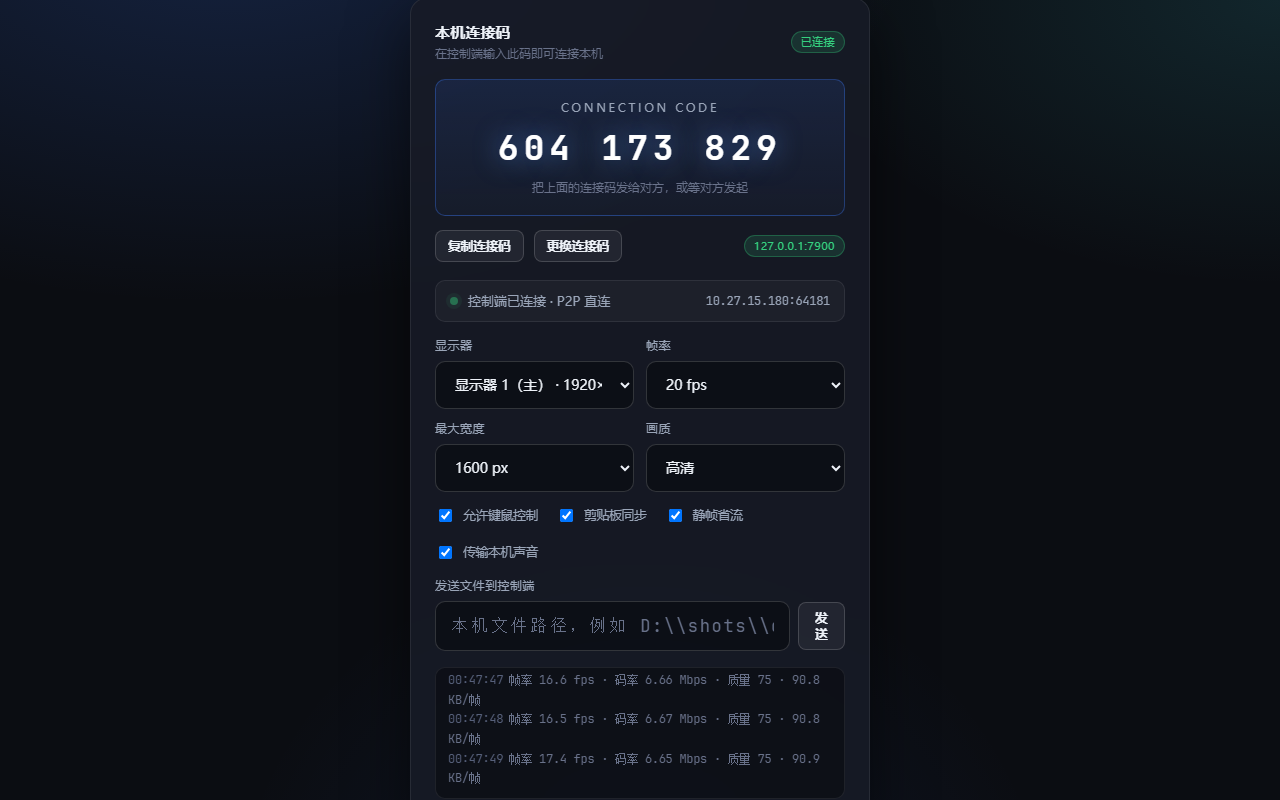 本机连接码
在控制端输入此码即可连接本机
已连接
CONNECTION CODE
604 173 829
把上面的连接码发给对方，或等对方发起
复制连接码
更换连接码
127.0.0.1:7900
控制端已连接 · P2P 直连
10.27.15.180:64181
显示器
帧率
显示器 1（主） · 1920×
20 fps
最大宽度
画质
1600 px
高清
允许键鼠控制
剪贴板同步
静帧省流
传输本机声音
发送文件到控制端
本机文件路径，例如 D:\\shots\\
发
送
00:47:47 帧率 16.6 fps · 码率 6.66 Mbps · 质量 75 · 90.8
KB/帧
00:47:48 帧率 16.5 fps · 码率 6.67 Mbps · 质量 75 · 90.8
KB/帧
00:47:49 帧率 17.4 fps · 码率 6.65 Mbps · 质量 75 · 90.9
KB/帧